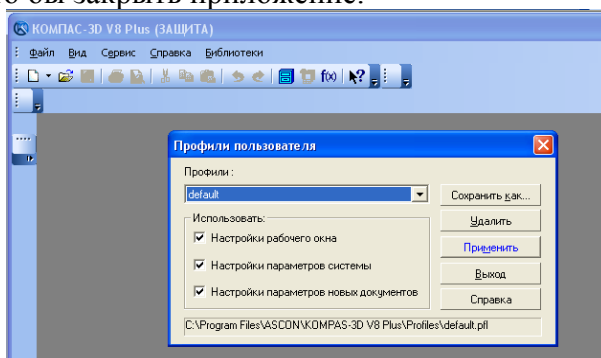 о бы закрыть приложение.
КОМПАС-3D V8 Plus (ЗАЩИТА)
Файл Вид Сервис Справка Библиотеки
f(x)
Профили пользователя
Профили :
default
Сохранить как...
Использовать:
Удалить
Настройки рабочего окна
Применить
Настройки параметров системы
Выход
Настройки параметров новых документов
Справка
C:\Program Files\ASCON\KOMPAS-3D V8 Plus\Profiles\default.pfl